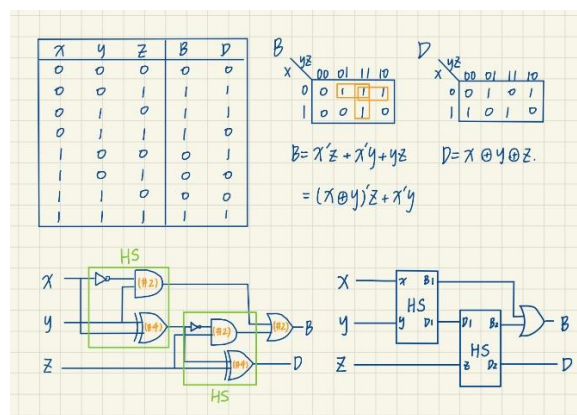 x y z B D
0 0 0 0 0
0 0 1 1 1
0 1 0 1 1
0 1 1 1 0
1 0 0 0 1
1 0 1 0 0
1 1 0 0 0
1 1 1 1 1
B
yz
x 00 01 11 10
0 0 1 1 1
1 0 0 1 0
D
yz
x 00 01 11 10
0 0 1 0 1
1 1 0 1 0
B= x'z + x'y + yz
= (x⊕y)'z + x'y
D= x ⊕ y ⊕ z.
HS
x
(#2)
y
(#4)
(#2)
(#2)
B
z
(#4)
D
HS
x
x B1
HS
y
y D1
D1 B2
B
HS
z
z D2
D